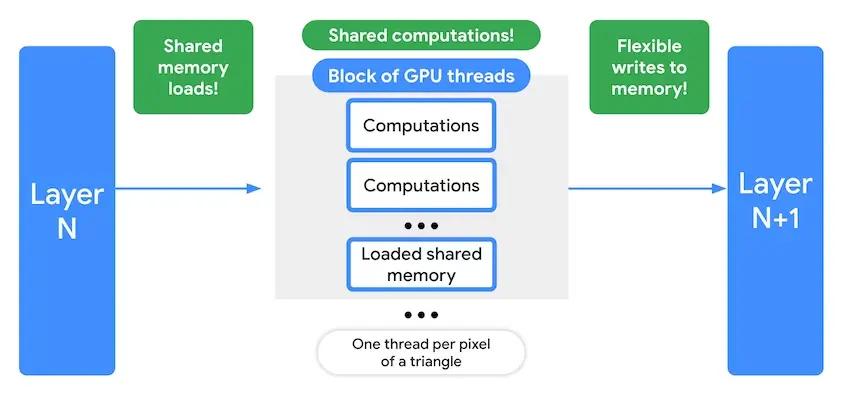 Shared
memory
loads!
Shared computations!
Flexible
writes to
memory!
Block of GPU threads
Layer
N
Computations
Computations
•••
Loaded shared
memory
•••
One thread per pixel
of a triangle
Layer
N+1